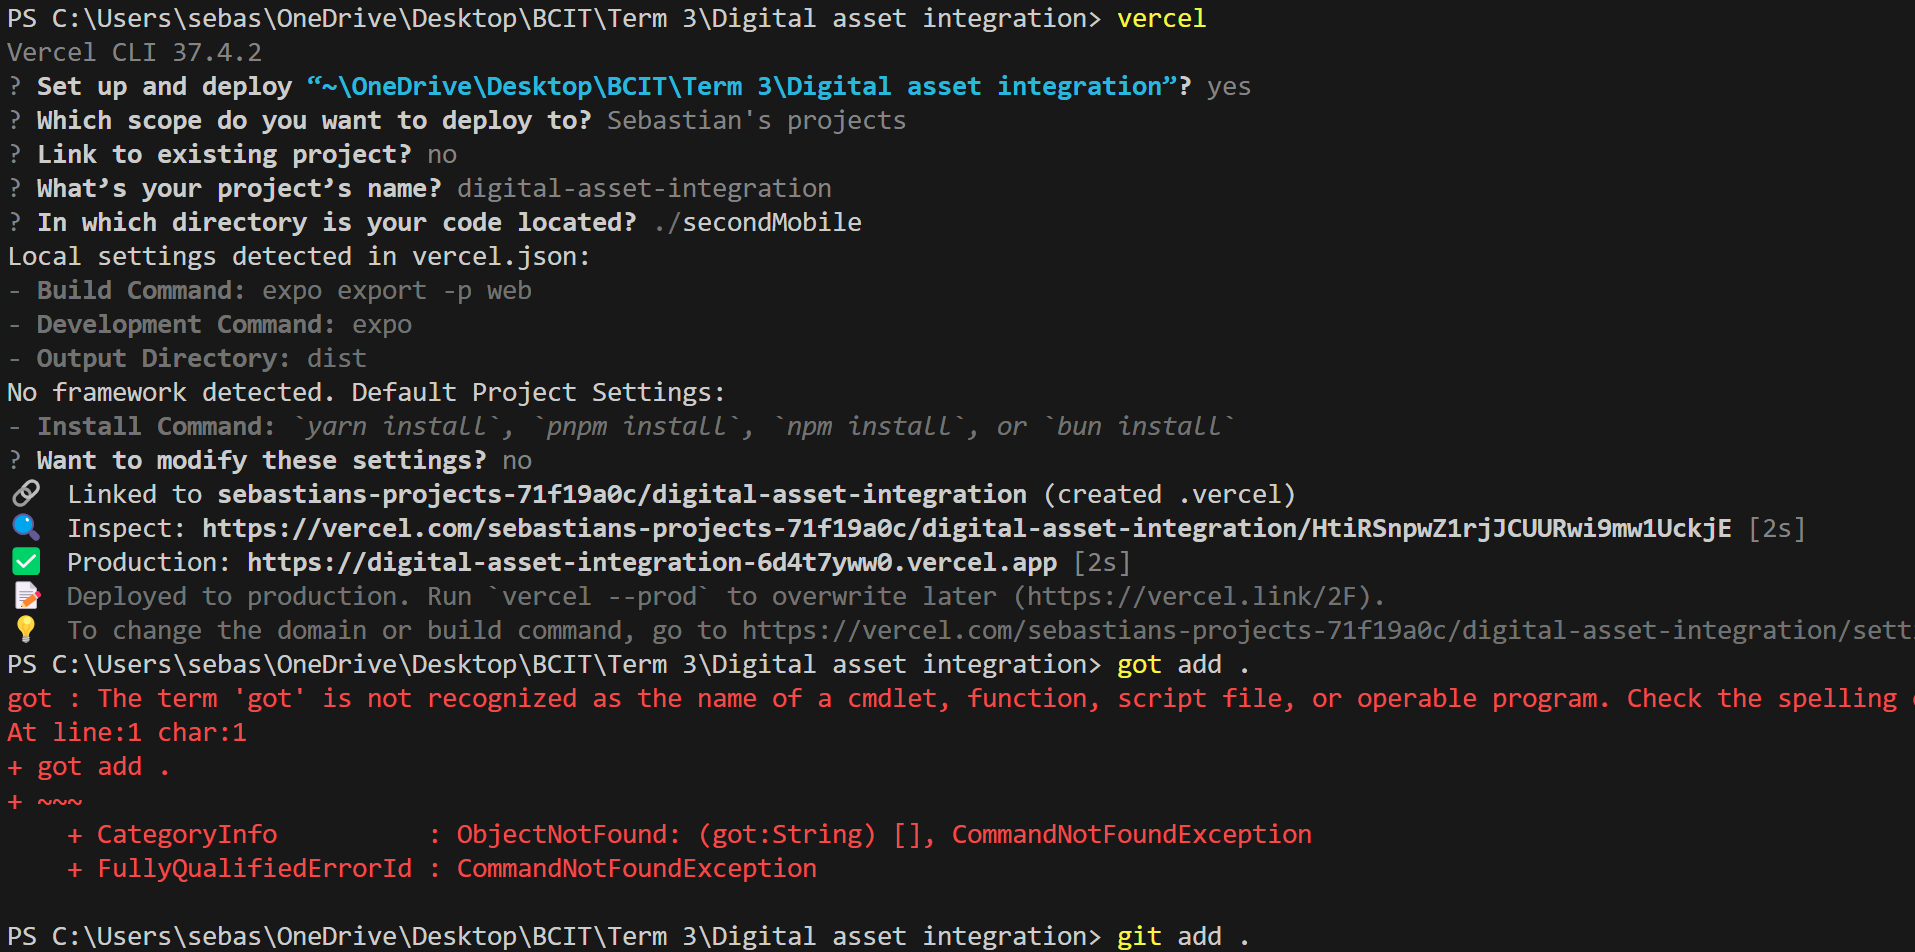 PS C:\Users\sebas\OneDrive\Desktop\BCIT\Term 3\Digital asset integration> vercel
Vercel CLI 37.4.2
? Set up and deploy “~\OneDrive\Desktop\BCIT\Term 3\Digital asset integration”? yes
? Which scope do you want to deploy to? Sebastian's projects
? Link to existing project? no
? What’s your project’s name? digital-asset-integration
? In which directory is your code located? ./secondMobile
Local settings detected in vercel.json:
- Build Command: expo export -p web
- Development Command: expo
- Output Directory: dist
No framework detected. Default Project Settings:
- Install Command: `yarn install`, `pnpm install`, `npm install`, or `bun install`
? Want to modify these settings? no
Linked to sebastians-projects-71f19a0c/digital-asset-integration (created .vercel)
Inspect: https://vercel.com/sebastians-projects-71f19a0c/digital-asset-integration/HtiRSnpwZ1rjJCUURwi9mw1UckjE [2s]
Production: https://digital-asset-integration-6d4t7yww0.vercel.app [2s]
Deployed to production. Run `vercel --prod` to overwrite later (https://vercel.link/2F).
To change the domain or build command, go to https://vercel.com/sebastians-projects-71f19a0c/digital-asset-integration/sett
PS C:\Users\sebas\OneDrive\Desktop\BCIT\Term 3\Digital asset integration> got add .
got : The term 'got' is not recognized as the name of a cmdlet, function, script file, or operable program. Check the spelling
At line:1 char:1
+ got add .
+ ~~~
    + CategoryInfo          : ObjectNotFound: (got:String) [], CommandNotFoundException
    + FullyQualifiedErrorId : CommandNotFoundException
PS C:\Users\sebas\OneDrive\Desktop\BCIT\Term 3\Digital asset integration> git add .